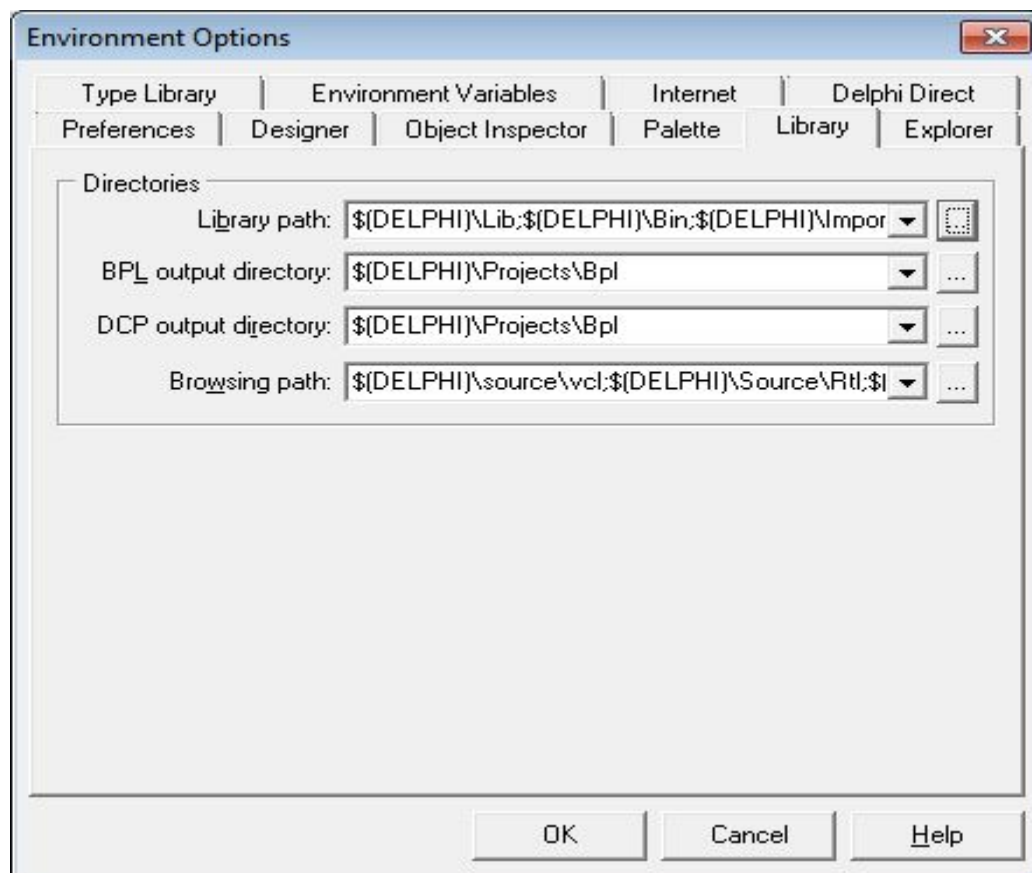 Environment Options
Type Library Environment Variables Internet Delphi Direct
Preferences Designer Object Inspector Palette Library Explorer
Directories
Library path: $(DELPHI)\Lib;$(DELPHI)\Bin;$(DELPHI)\Impor ...
BPL output directory: $(DELPHI)\Projects\Bpl ...
DCP output directory: $(DELPHI)\Projects\Bpl ...
Browsing path: $(DELPHI)\source\vcl;$(DELPHI)\Source\Rtl;$( ...
OK Cancel Help